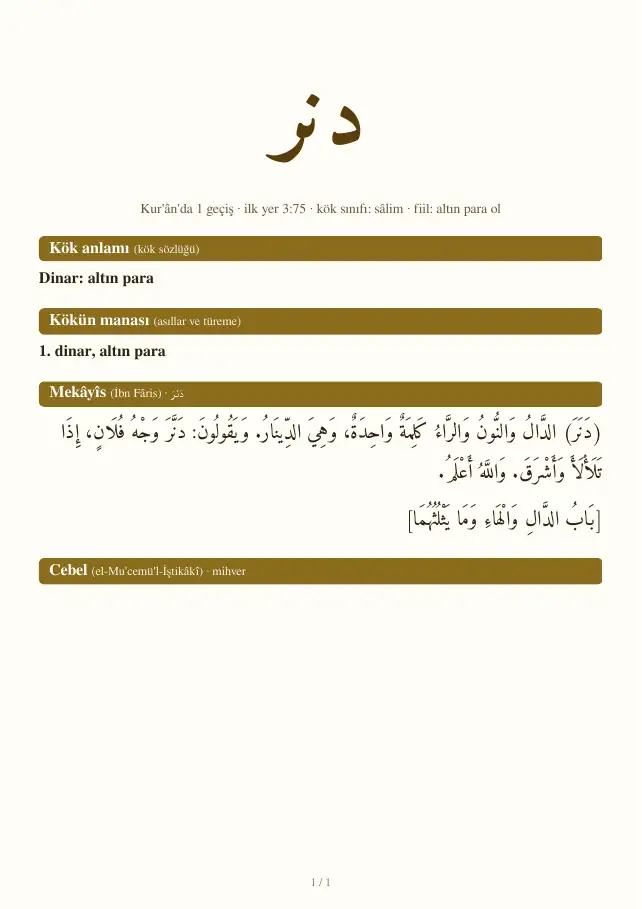 دنر
Kur'ân'da 1 geçiş · ilk yer 3:75 · kök sınıfı: sâlim · fiil: altın para ol
Kök anlamı (kök sözlüğü)
Dinar: altın para
Kökün manası (asıllar ve türeme)
1. dinar, altın para
Mekâyîs (İbn Fâris) · دَنَرَ
(دَنَرَ) الدَّالُ وَالنُّونُ وَالرَّاءُ كَلِمَةٌ وَاحِدَةٌ، وَهِيَ الدِّينَارُ. وَيَقُولُونَ: دَنَّرَ وَجْهُ فُلَانٍ، إِذَا
تَلَأْلَأَ وَأَشْرَقَ. وَاللَّهُ أَعْلَمُ.
[بَابُ الدَّالِ وَالْهَاءِ وَمَا يَثْلُثُهُمَا]
Cebel (el-Mu'cemü'l-İştikâkî) · mihver
1 / 1